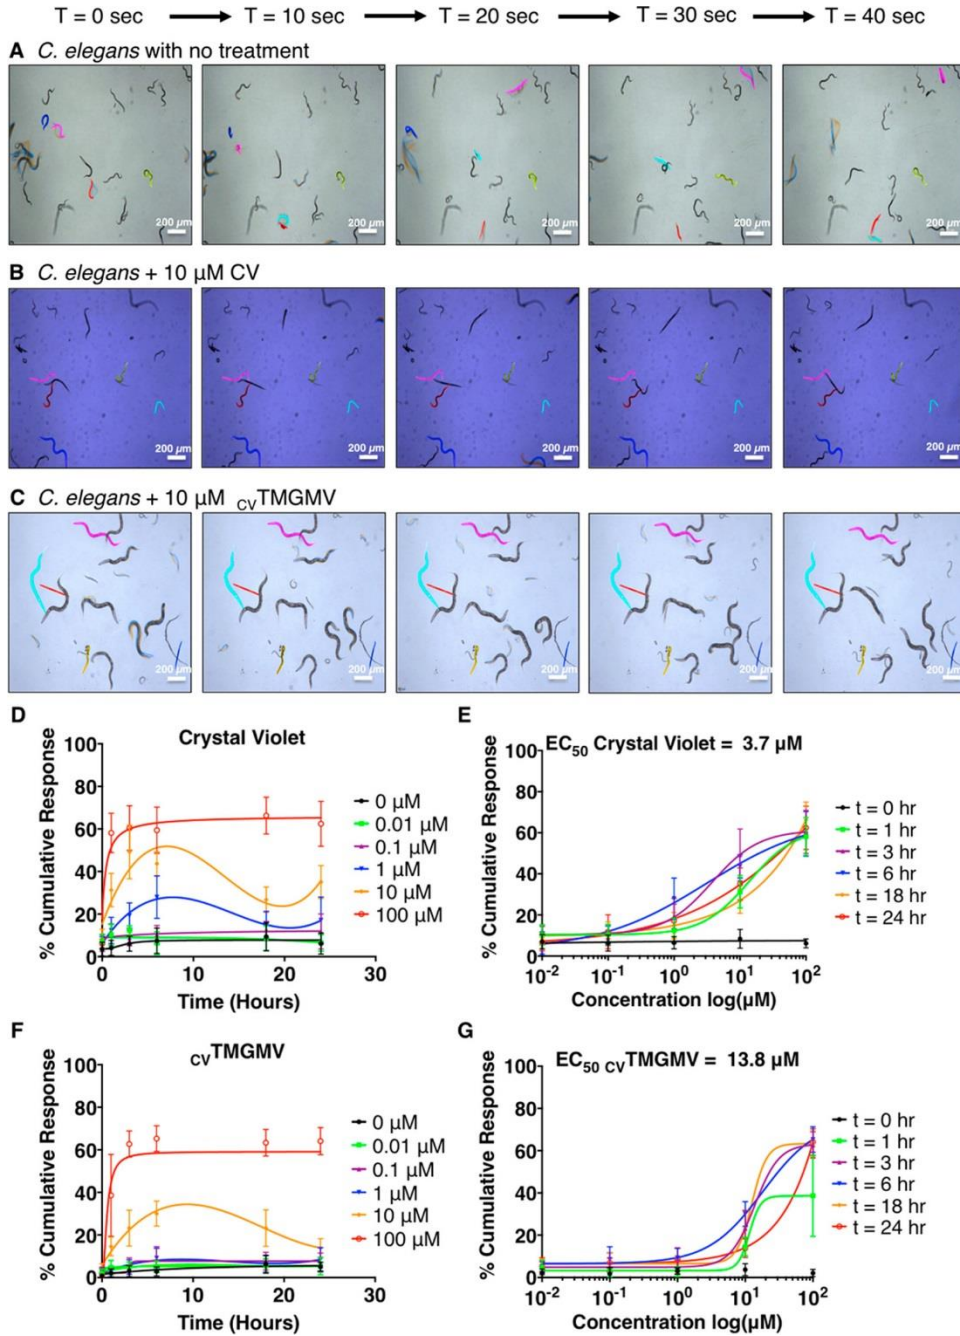 T = 0 sec → T = 10 sec → T = 20 sec → T = 30 sec → T = 40 sec
A C. elegans with no treatment
200 µm 200 µm 200 µm 200 µm 200 µm
B C. elegans + 10 µM CV
200 µm 200 µm 200 µm 200 µm 200 µm
C C. elegans + 10 µM CVTMGMV
200 µm 200 µm 200 µm 200 µm 200 µm
D
Crystal Violet
% Cumulative Response
100
80
60
40
20
0
0 10 20 30
Time (Hours)
0 µM
0.01 µM
0.1 µM
1 µM
10 µM
100 µM
E
EC50 Crystal Violet = 3.7 µM
% Cumulative Response
100
80
60
40
20
0
10-2 10-1 100 101 102
Concentration log(µM)
t = 0 hr
t = 1 hr
t = 3 hr
t = 6 hr
t = 18 hr
t = 24 hr
F
CVTMGMV
% Cumulative Response
100
80
60
40
20
0
0 10 20 30
Time (Hours)
0 µM
0.01 µM
0.1 µM
1 µM
10 µM
100 µM
G
EC50 CVTMGMV = 13.8 µM
% Cumulative Response
100
80
60
40
20
0
10-2 10-1 100 101 102
Concentration log(µM)
t = 0 hr
t = 1 hr
t = 3 hr
t = 6 hr
t = 18 hr
t = 24 hr